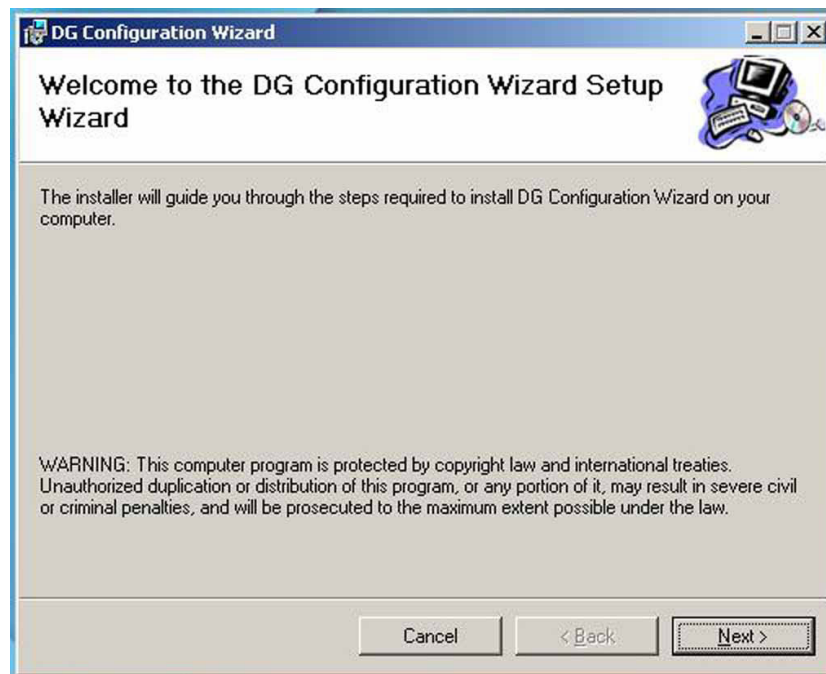 DG Configuration Wizard
Welcome to the DG Configuration Wizard Setup
Wizard
The installer will guide you through the steps required to install DG Configuration Wizard on your
computer.
WARNING: This computer program is protected by copyright law and international treaties.
Unauthorized duplication or distribution of this program, or any portion of it, may result in severe civil
or criminal penalties, and will be prosecuted to the maximum extent possible under the law.
Cancel < Back Next >